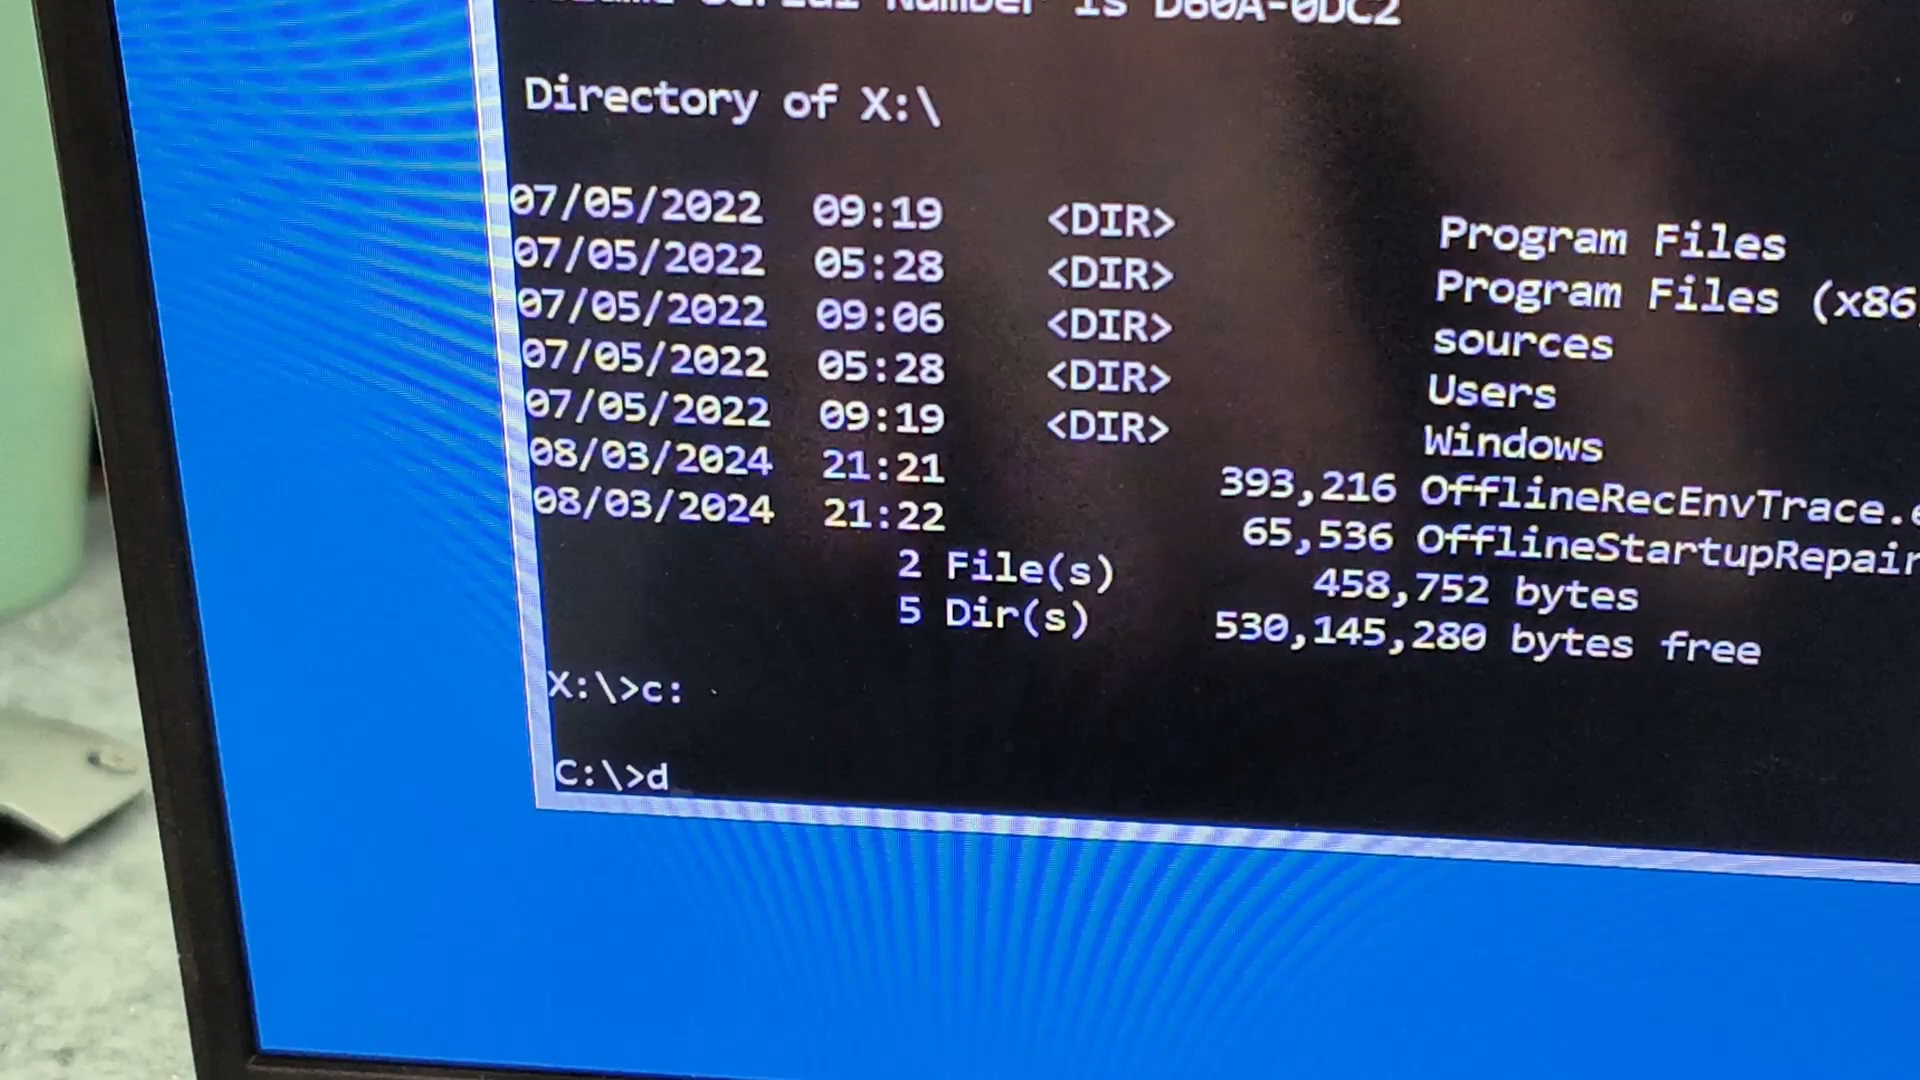 Serial Number is D60A-0DC2
Directory of X:\
07/05/2022 09:19 <DIR> Program Files
07/05/2022 05:28 <DIR> Program Files (x86
07/05/2022 09:06 <DIR> sources
07/05/2022 05:28 <DIR> Users
07/05/2022 09:19 <DIR> Windows
08/03/2024 21:21 393,216 OfflineRecEnvTrace.e
08/03/2024 21:22 65,536 OfflineStartupRepair
2 File(s) 458,752 bytes
5 Dir(s) 530,145,280 bytes free
X:\>c:
C:\>d